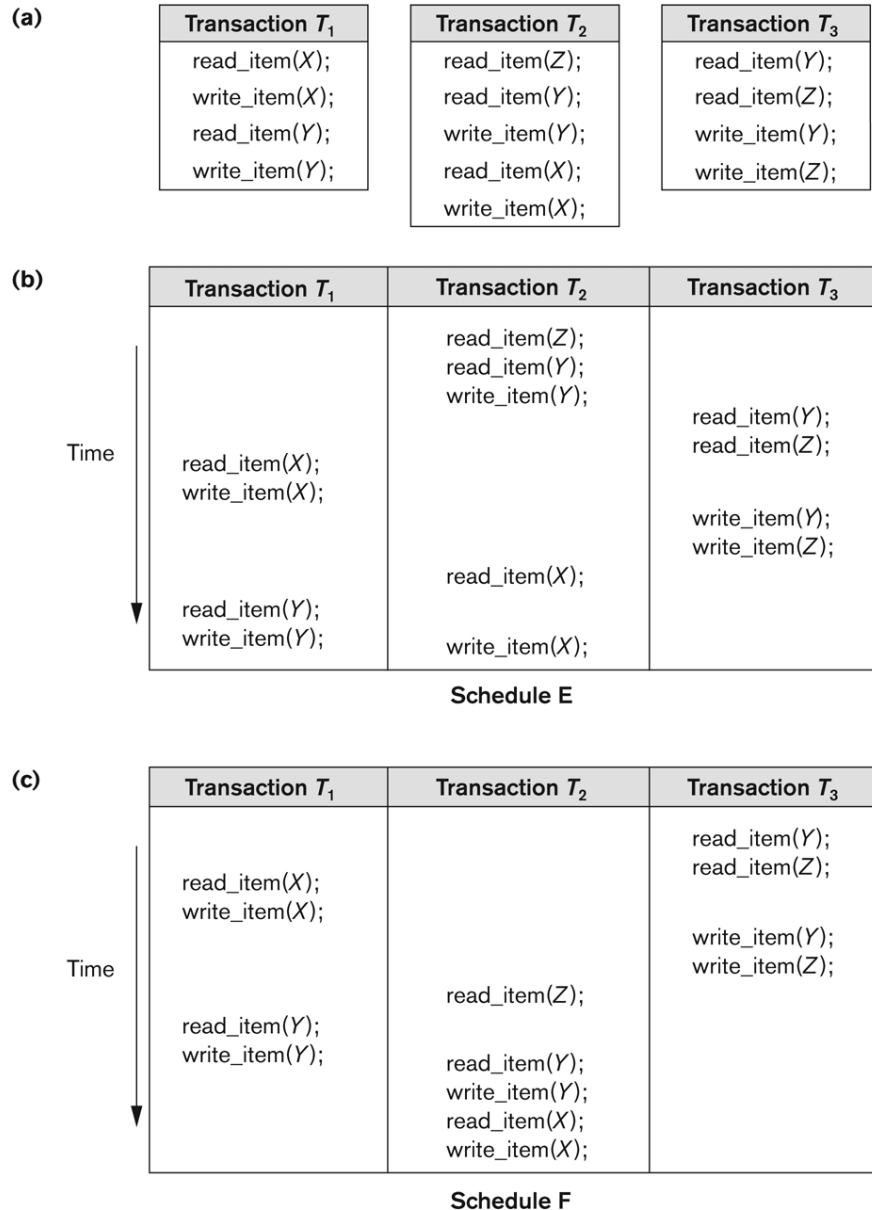 (a)
Transaction T1 Transaction T2 Transaction T3
read_item(X); read_item(Z); read_item(Y);
write_item(X); read_item(Y); read_item(Z);
read_item(Y); write_item(Y); write_item(Y);
write_item(Y); read_item(X); write_item(Z);
write_item(X);
(b)
Transaction T1 Transaction T2 Transaction T3
read_item(Z);
read_item(Y);
write_item(Y);
read_item(Y);
Time
read_item(Z);
read_item(X);
write_item(X);
write_item(Y);
write_item(Z);
read_item(X);
read_item(Y);
write_item(Y);
write_item(X);
Schedule E
(c)
Transaction T1 Transaction T2 Transaction T3
read_item(Y);
read_item(Z);
read_item(X);
write_item(X);
write_item(Y);
Time
write_item(Z);
read_item(Z);
read_item(Y);
write_item(Y);
read_item(Y);
write_item(Y);
read_item(X);
write_item(X);
Schedule F